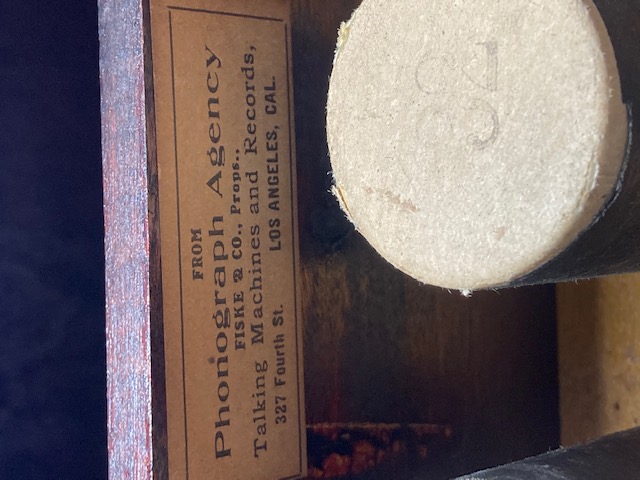 FROM
Phonograph Agency
FISKE & CO., Props.,
Talking Machines and Records,
327 Fourth St. LOS ANGELES, CAL.